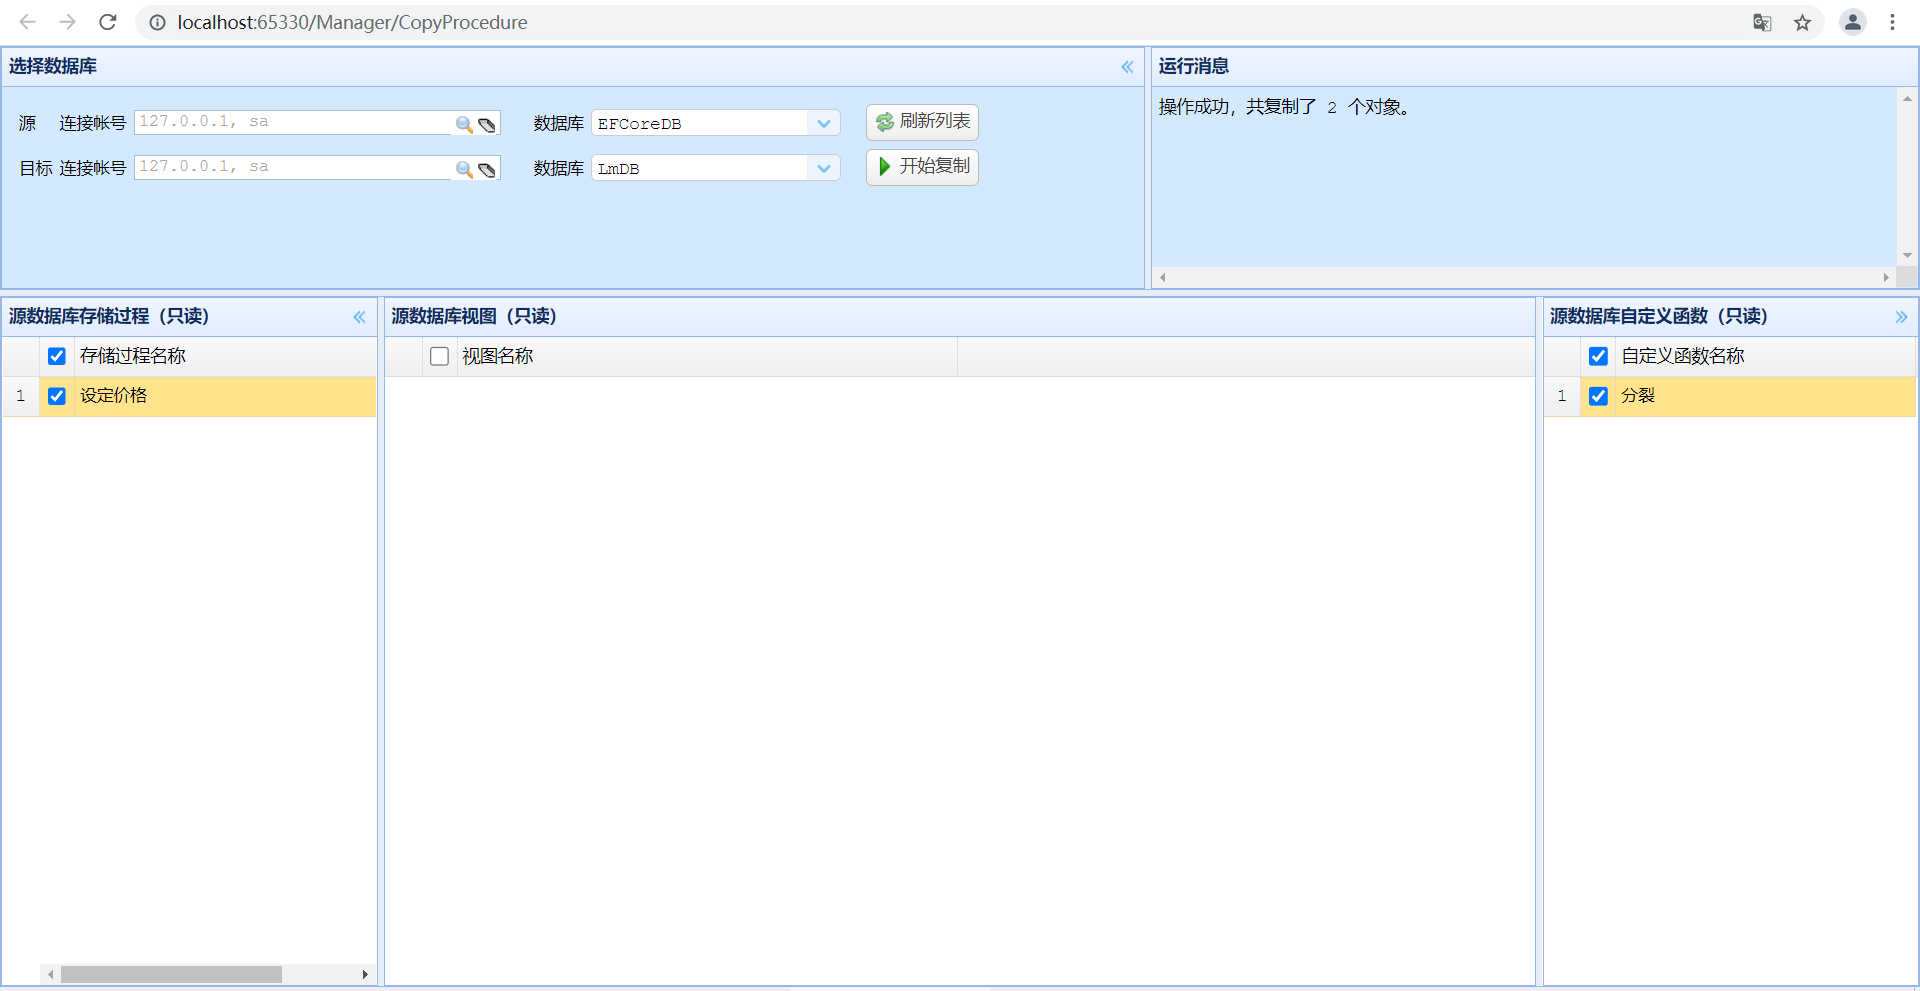 localhost:65330/Manager/CopyProcedure
选择数据库
源 连接帐号 127.0.0.1, sa 数据库 EFCoreDB 刷新列表
目标 连接帐号 127.0.0.1, sa 数据库 LmDB 开始复制
运行消息
操作成功，共复制了 2 个对象。
源数据库存储过程（只读）
存储过程名称
1 设定价格
源数据库视图（只读）
视图名称
源数据库自定义函数（只读）
自定义函数名称
1 分裂